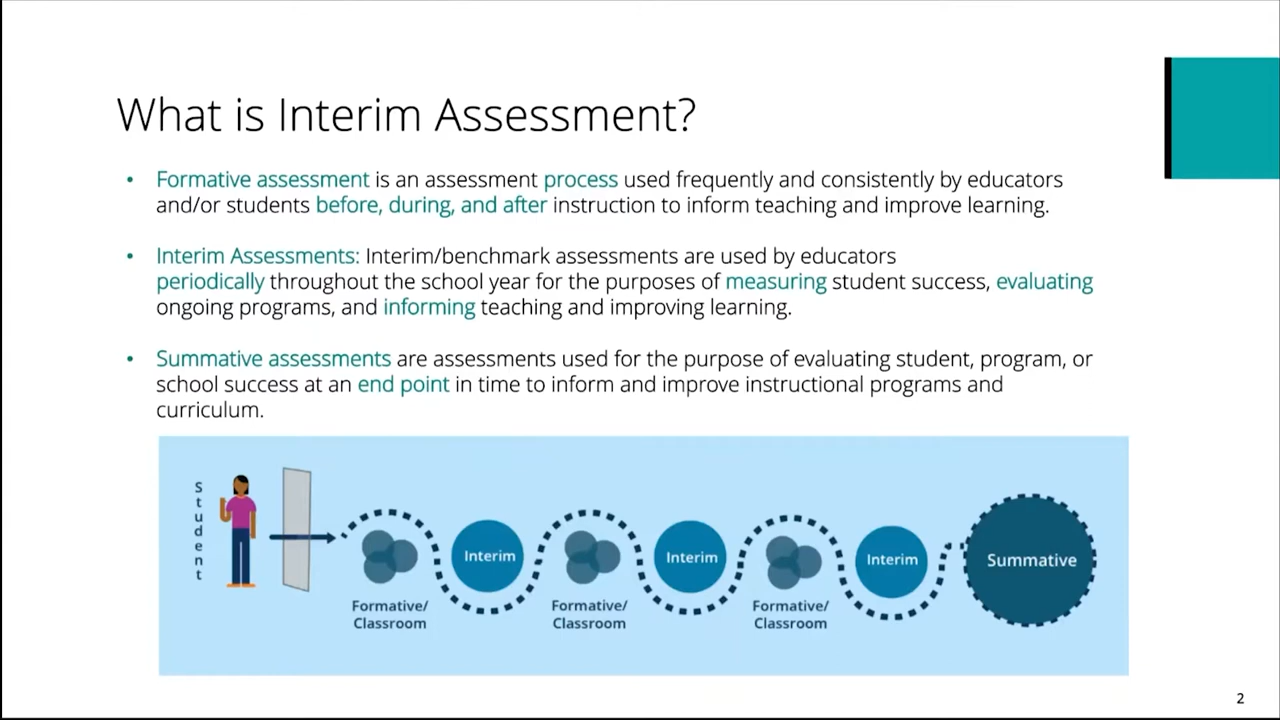 What is Interim Assessment?
• Formative assessment is an assessment process used frequently and consistently by educators
and/or students before, during, and after instruction to inform teaching and improve learning.
• Interim Assessments: Interim/benchmark assessments are used by educators
periodically throughout the school year for the purposes of measuring student success, evaluating
ongoing programs, and informing teaching and improving learning.
• Summative assessments are assessments used for the purpose of evaluating student, program, or
school success at an end point in time to inform and improve instructional programs and
curriculum.
Student
Formative/
Classroom
Interim
Formative/
Classroom
Interim
Formative/
Classroom
Interim
Summative
2